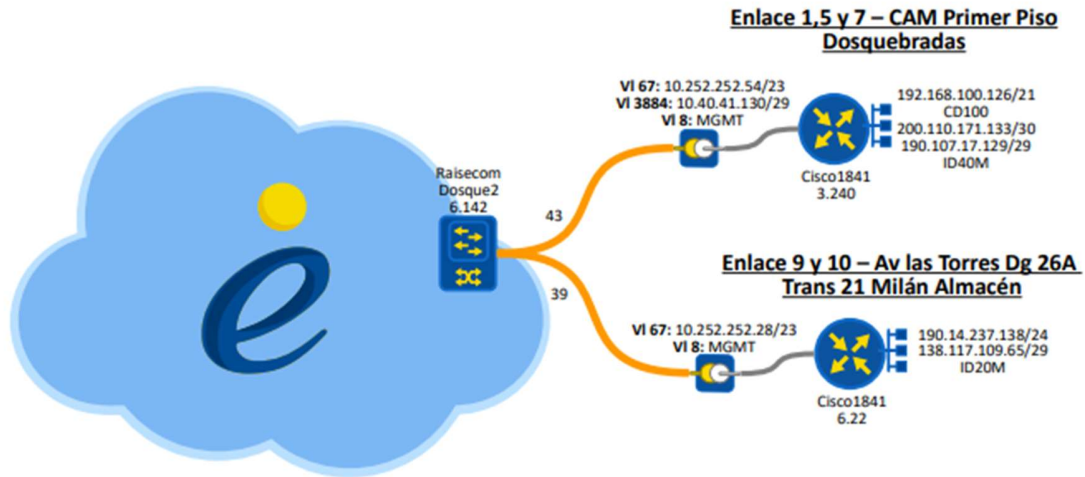 Enlace 1,5 y 7 – CAM Primer Piso
Dosquebradas
Vl 67: 10.252.252.54/23
Vl 3884: 10.40.41.130/29
Vl 8: MGMT
192.168.100.126/21
CD100
200.110.171.133/30
190.107.17.129/29
ID40M
Cisco1841
3.240
Raisecom
Dosque2
6.142
43
39
e
Enlace 9 y 10 – Av las Torres Dg 26A
Trans 21 Milán Almacén
Vl 67: 10.252.252.28/23
Vl 8: MGMT
190.14.237.138/24
138.117.109.65/29
ID20M
Cisco1841
6.22